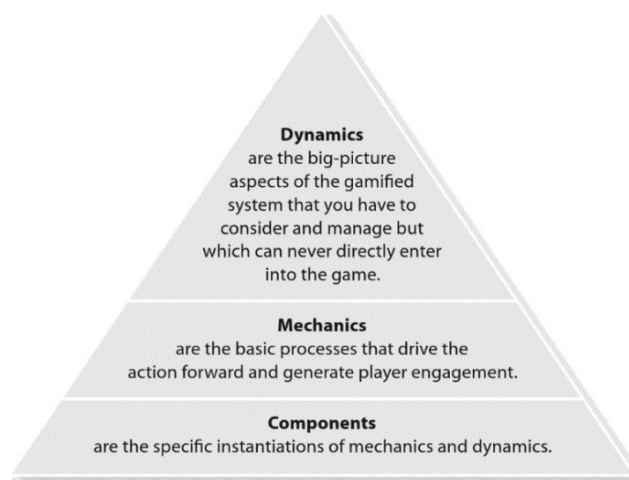 Dynamics
are the big-picture
aspects of the gamified
system that you have to
consider and manage but
which can never directly enter
into the game.
Mechanics
are the basic processes that drive the
action forward and generate player engagement.
Components
are the specific instantiations of mechanics and dynamics.